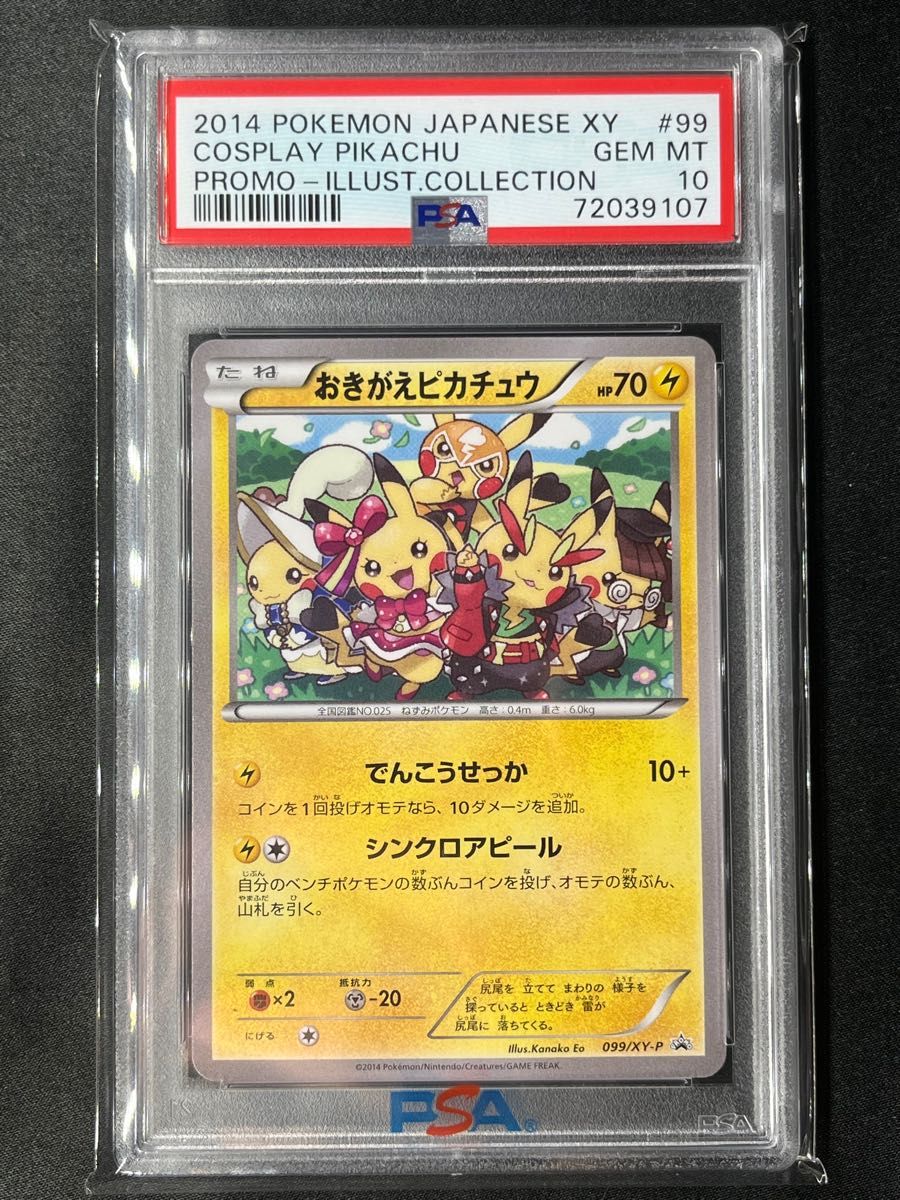 2014 POKEMON JAPANESE XY #99
COSPLAY PIKACHU GEM MT
PROMO-ILLUST.COLLECTION 10
PSA 72039107
たね おきがえピカチュウ HP70
全国図鑑NO.025 ねずみポケモン 高さ:0.4m 重さ:6.0kg
でんこうせっか 10+
コインを1回投げオモテなら、10ダメージを追加。
シンクロアピール
自分のベンチポケモンの数ぶんコインを投げ、オモテの数ぶん、
山札を引く。
弱点 抵抗力
×2 -20
にげる
尻尾を 立てて まわりの 様子を
探っていると ときどき 雷が
尻尾に 落ちてくる。
Illus.Kanako Eo 099/XY-P
©2014 Pokémon/Nintendo/Creatures/GAME FREAK.
PSA®
PSA